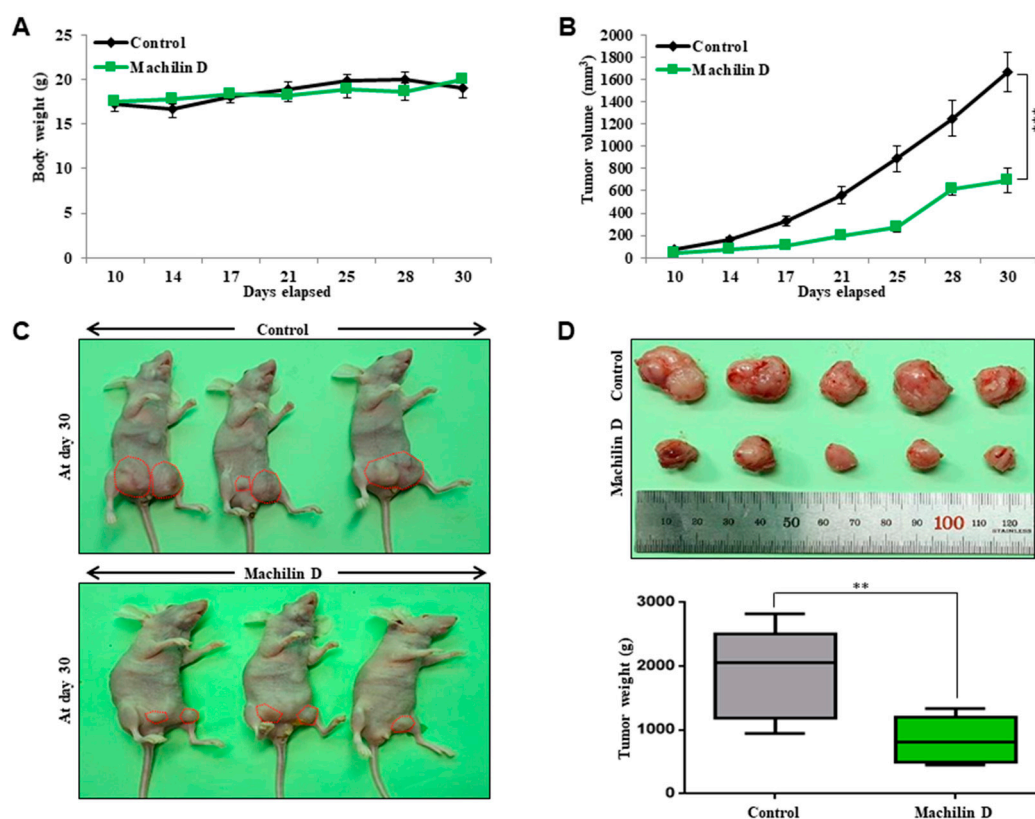 A
Control
Machilin D
25
20
15
10
5
0
Body weight (g)
10 14 17 21 25 28 30
Days elapsed
B
Control
Machilin D
2000
1800
1600
1400
1200
1000
800
600
400
200
0
Tumor volume (mm³)
***
10 14 17 21 25 28 30
Days elapsed
C
Control
At day 30
Machilin D
At day 30
D
Control
Machilin D
10 20 30 40 50 60 70 80 90 100 110 120
STAINLESS
**
3000
2000
1000
0
Tumor weight (g)
Control Machilin D